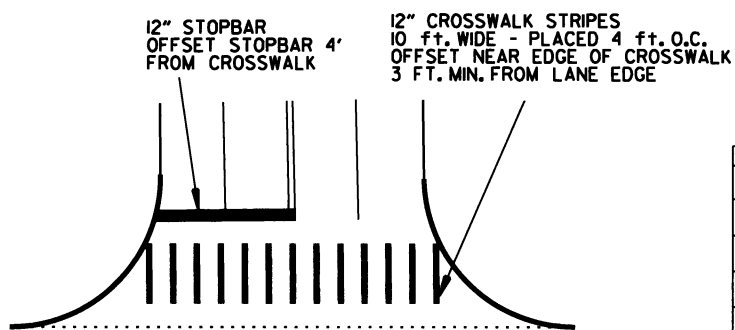 12" STOPBAR
OFFSET STOPBAR 4'
FROM CROSSWALK
12" CROSSWALK STRIPES
10 ft. WIDE - PLACED 4 ft. O.C.
OFFSET NEAR EDGE OF CROSSWALK
3 FT. MIN. FROM LANE EDGE